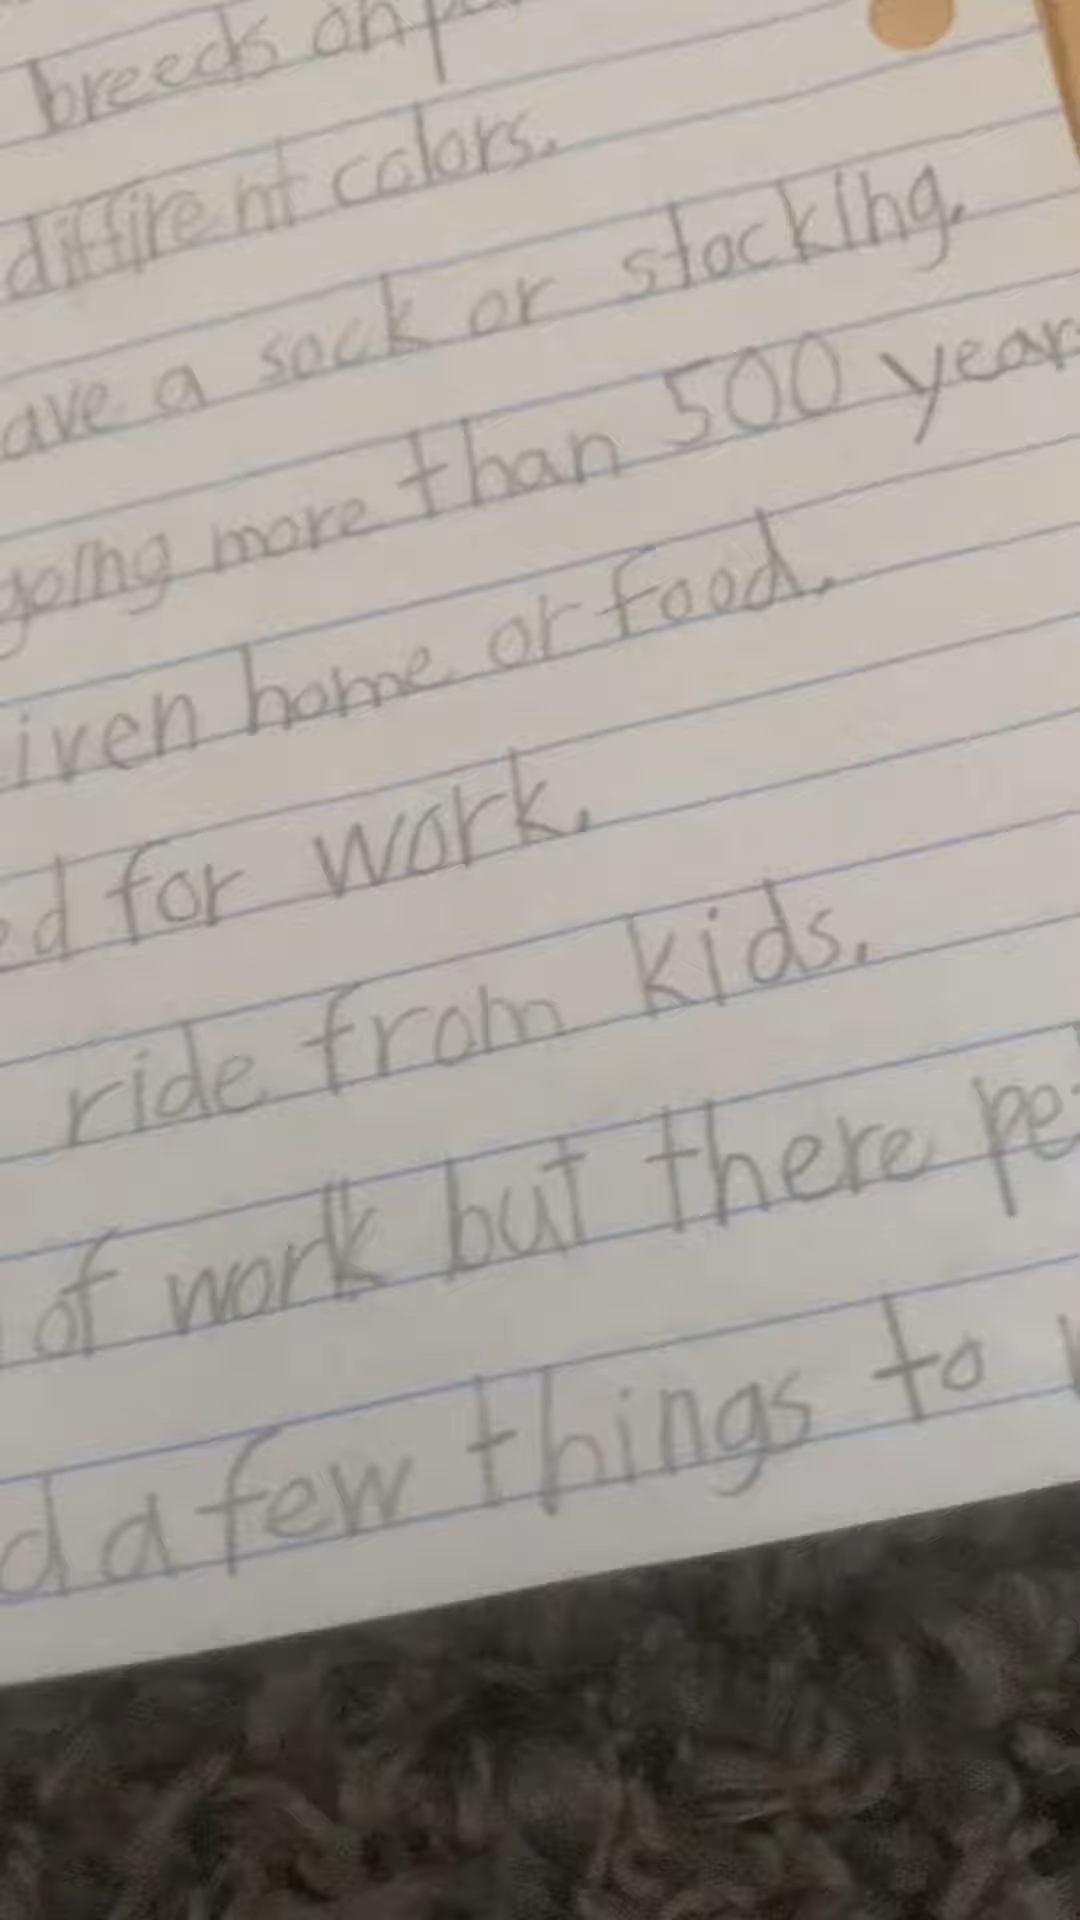 breeds on
diffirent colors.
ave a sock or stocking.
going more than 500 year
iven home or food.
ed for work.
ride from kids.
of work but there pe
d a few things to